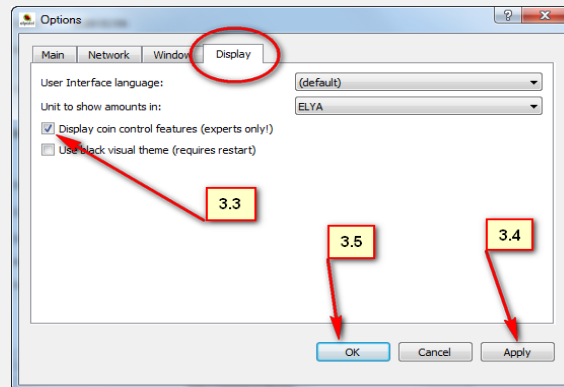 Options
Main Network Window Display
User Interface language: (default)
Unit to show amounts in: ELYA
Display coin control features (experts only!)
Use black visual theme (requires restart)
3.3
3.5
3.4
OK Cancel Apply